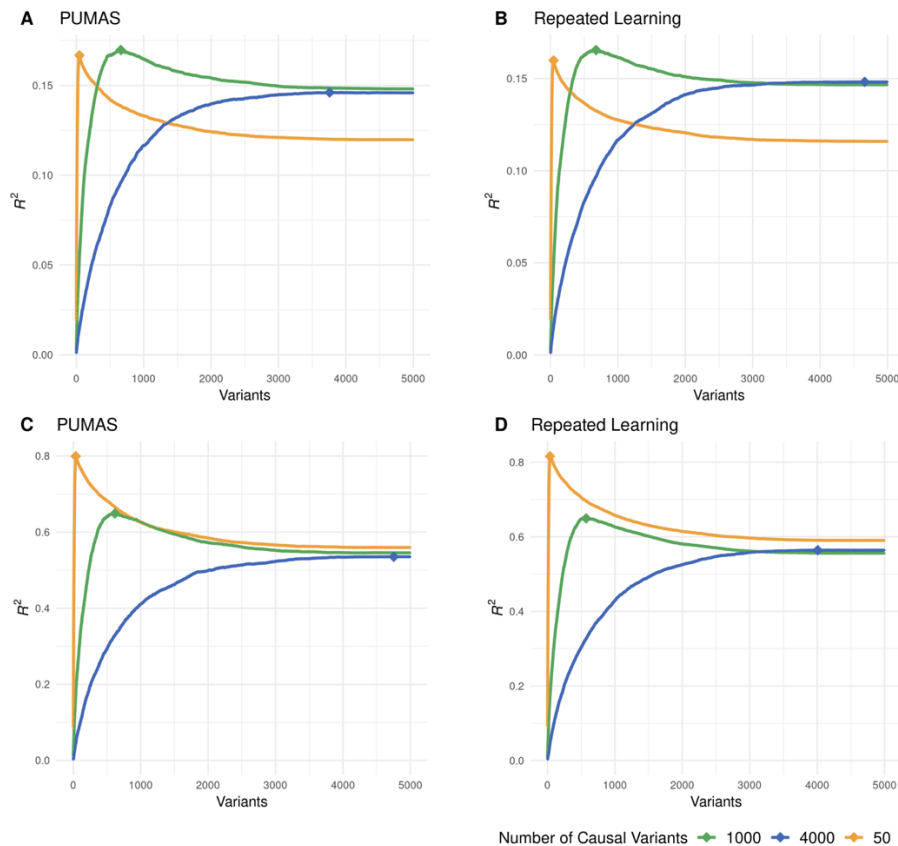 A PUMAS
B Repeated Learning
0.15
0.10
0.05
0.00
R²
0 1000 2000 3000 4000 5000
Variants
0.15
0.10
0.05
0.00
R²
0 1000 2000 3000 4000 5000
Variants
C PUMAS
D Repeated Learning
0.8
0.6
0.4
0.2
0.0
R²
0 1000 2000 3000 4000 5000
Variants
0.8
0.6
0.4
0.2
0.0
R²
0 1000 2000 3000 4000 5000
Variants
Number of Causal Variants 1000 4000 50